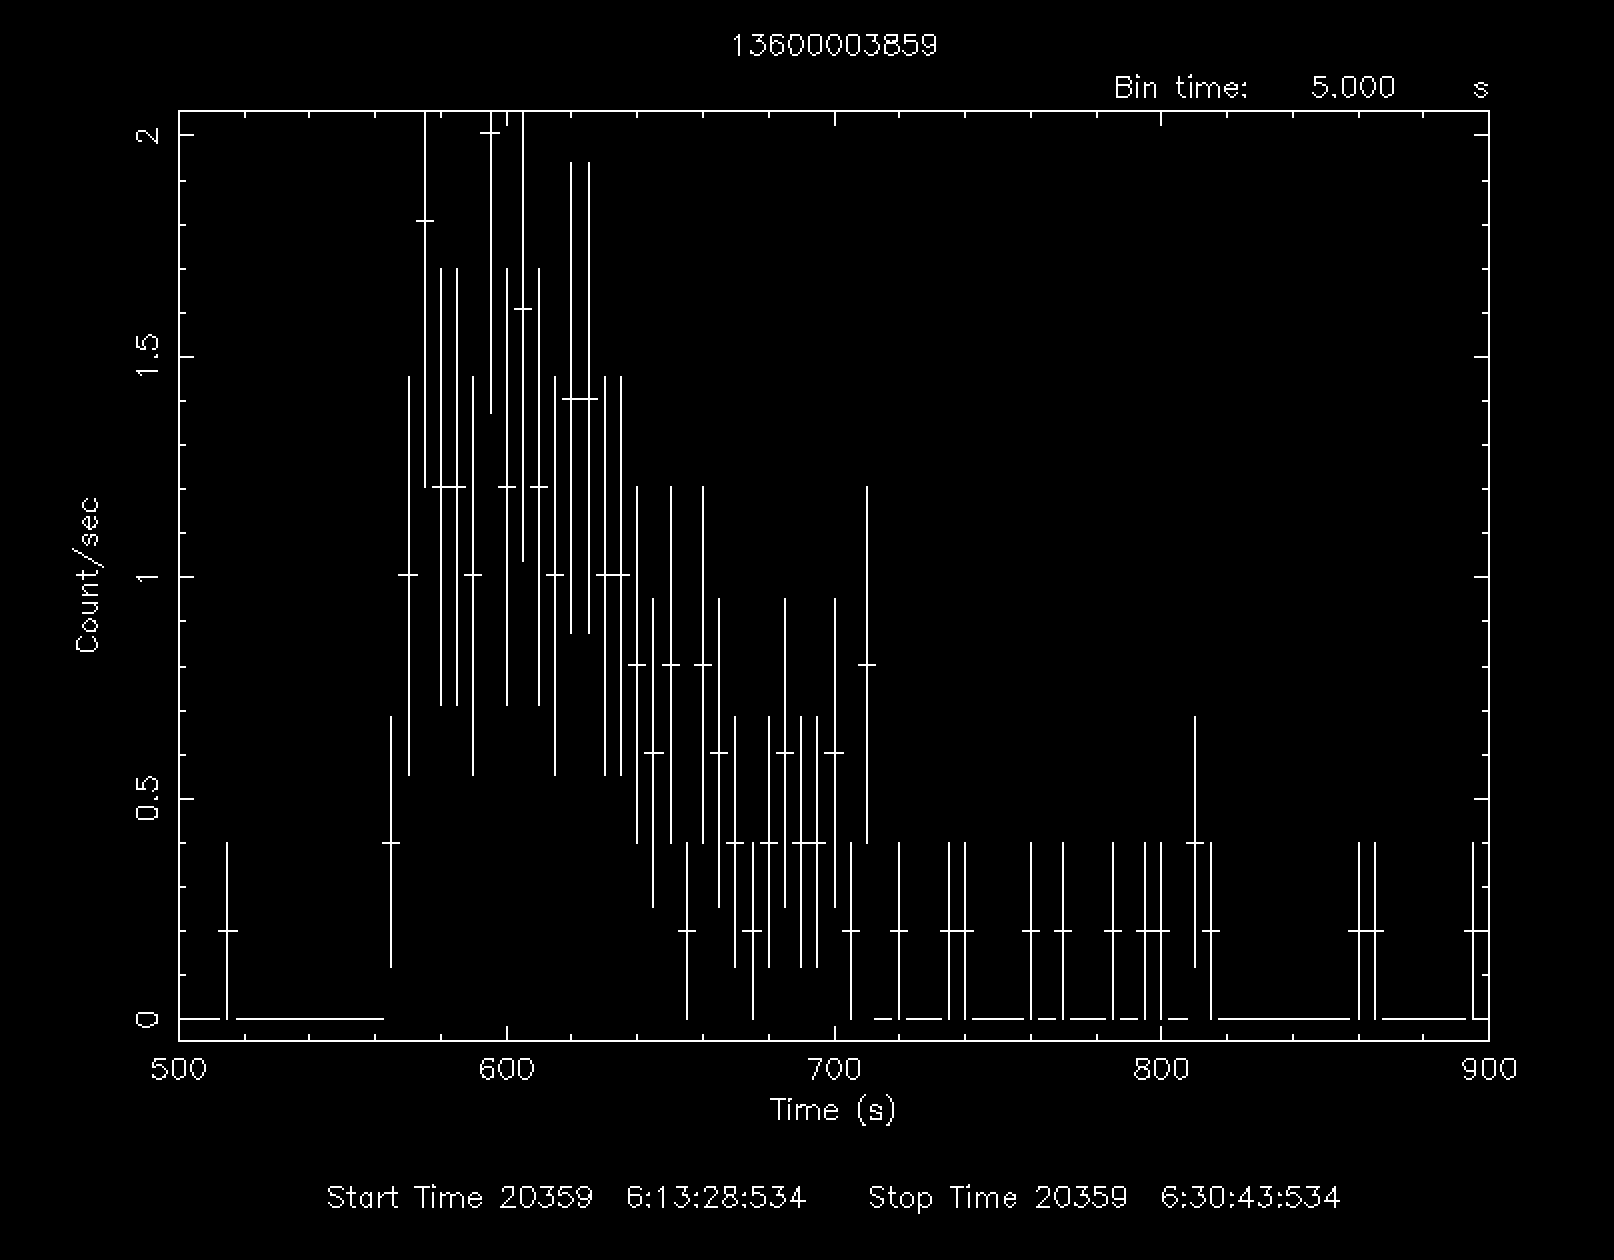 13600003859
Bin time: 5.000 s
2
1.5
1
0.5
0
Count/sec
500 600 700 800 900
Time (s)
Start Time 20359 6:13:28:534 Stop Time 20359 6:30:43:534